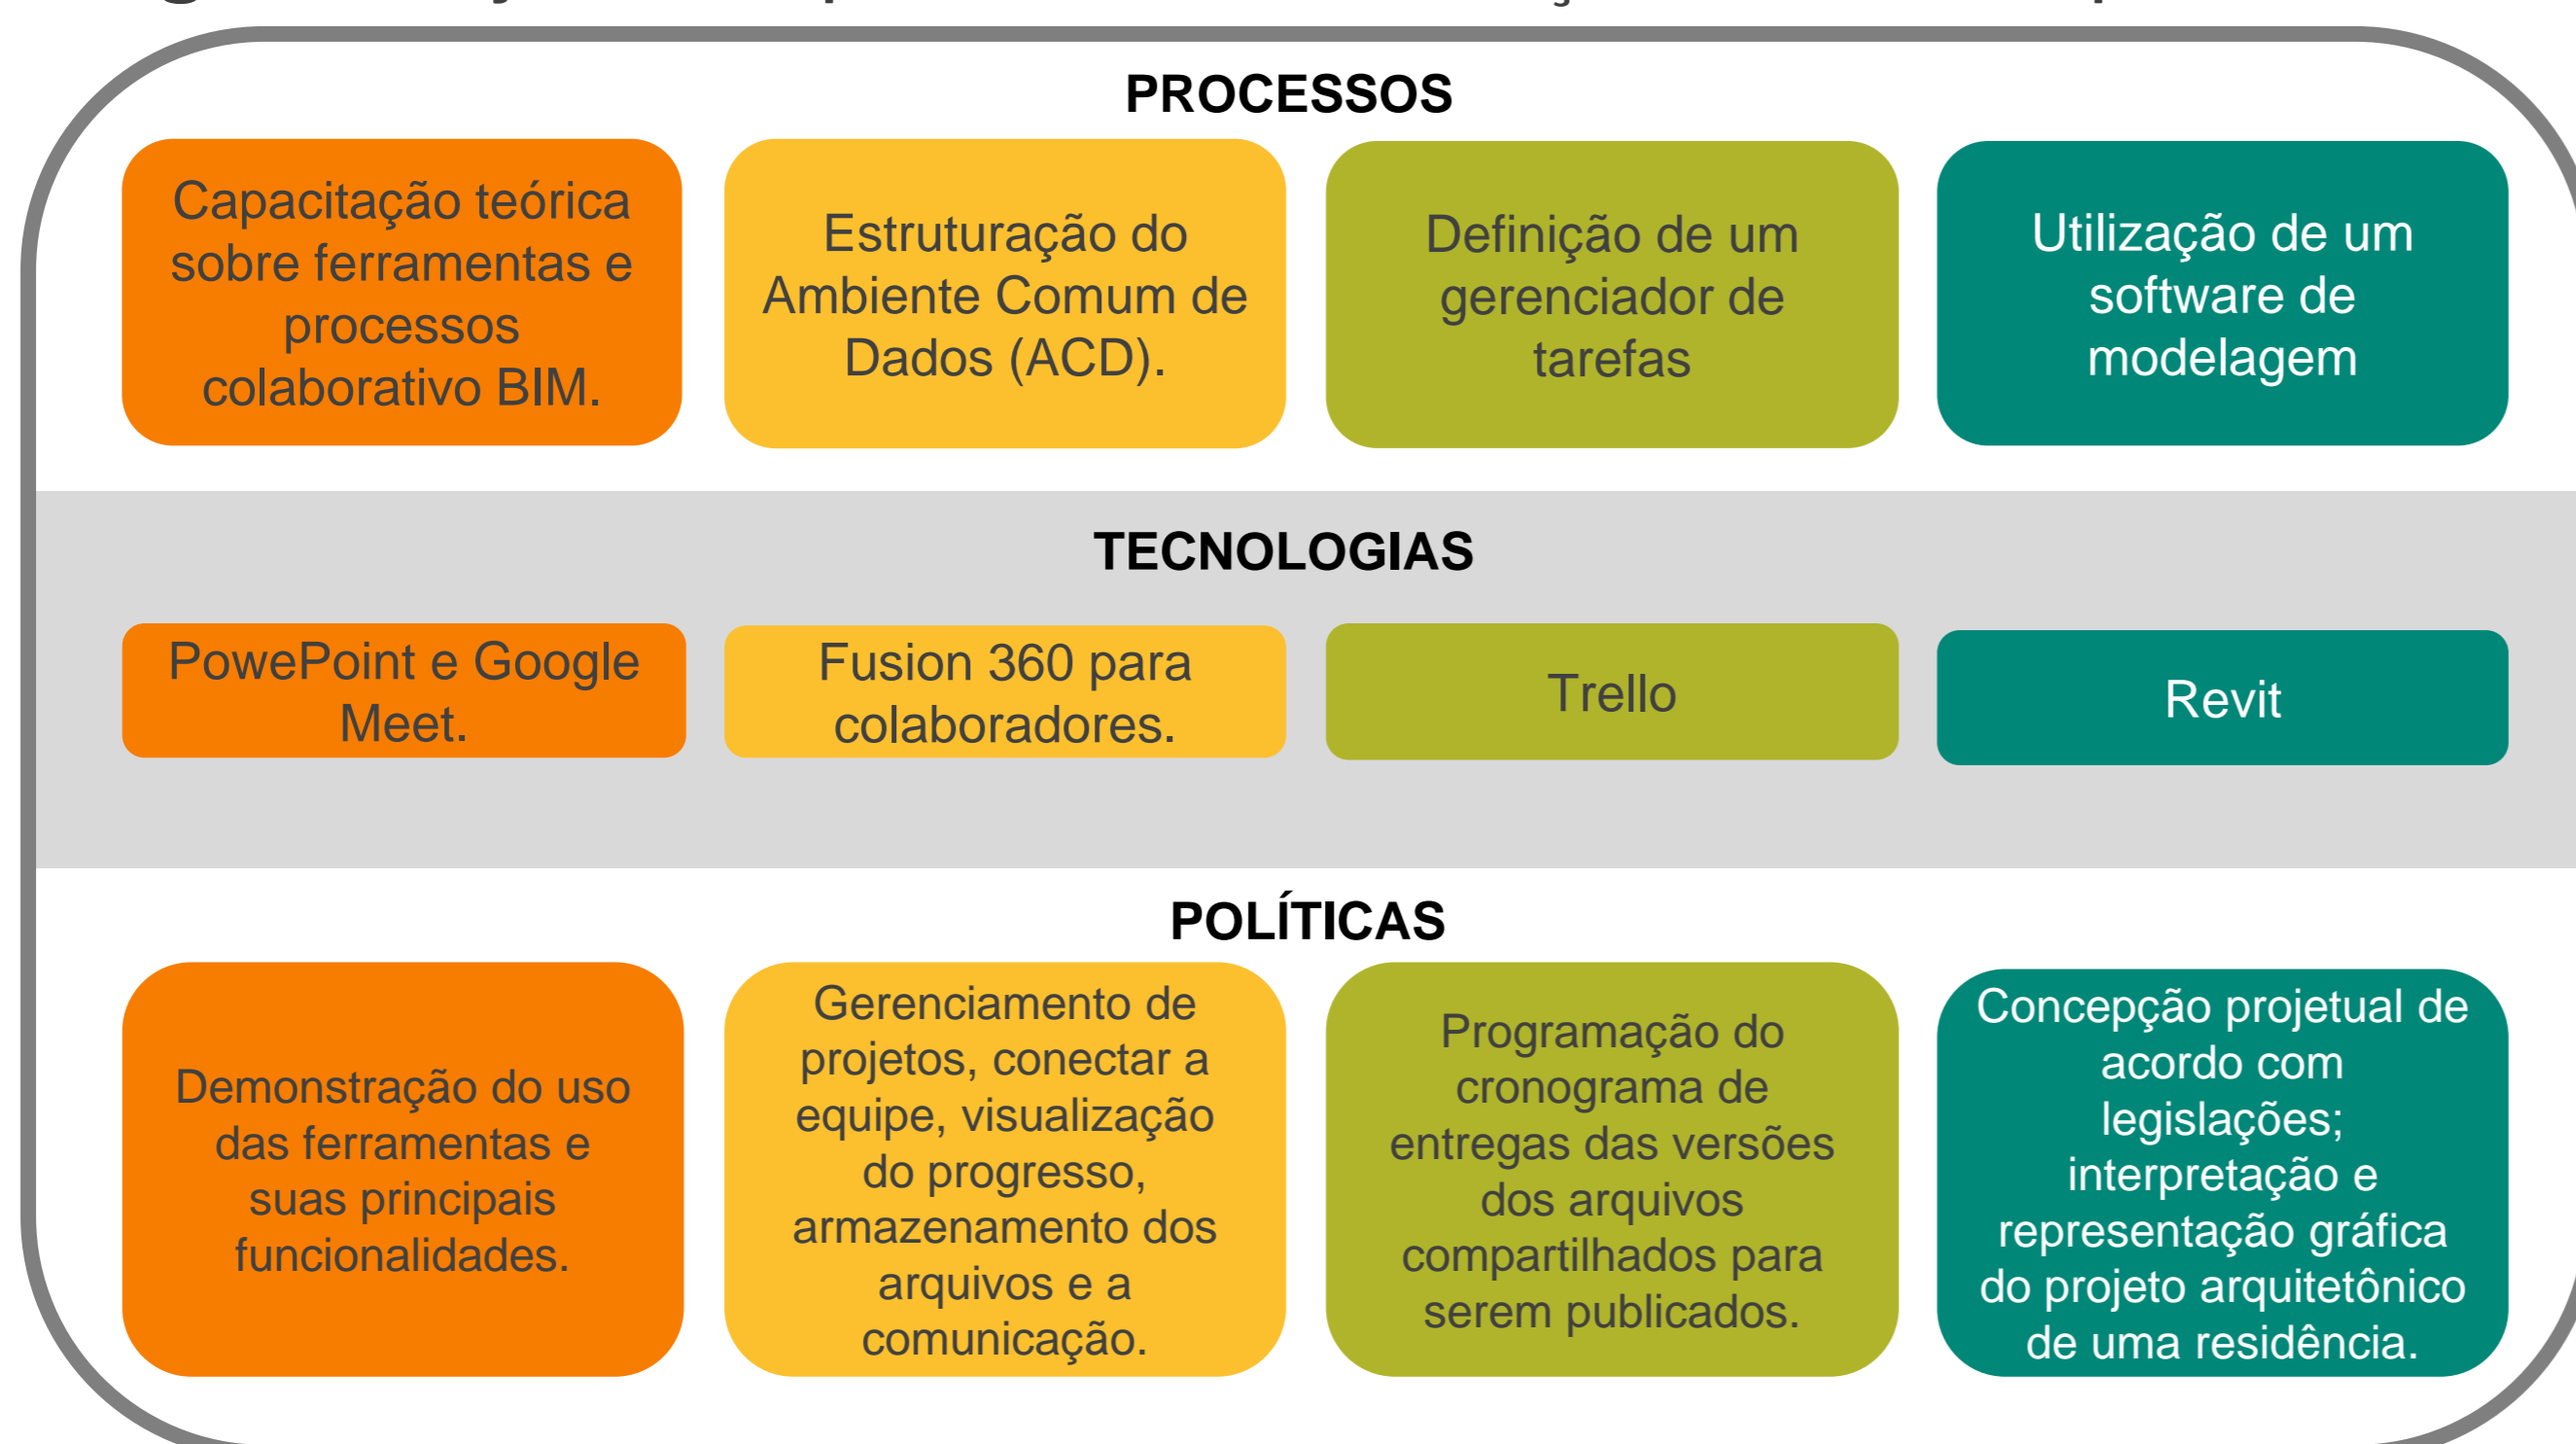 PROCESSOS
Capacitação teórica
sobre ferramentas e
processos
colaborativo BIM.
Estruturação do
Ambiente Comum de
Dados (ACD).
Definição de um
gerenciador de
tarefas
Utilização de um
software de
modelagem
TECNOLOGIAS
PowePoint e Google
Meet.
Fusion 360 para
colaboradores.
Trello
Revit
POLÍTICAS
Demonstração do uso
das ferramentas e
suas principais
funcionalidades.
Gerenciamento de
projetos, conectar a
equipe, visualização
do progresso,
armazenamento dos
arquivos e a
comunicação.
Programação do
cronograma de
entregas das versões
dos arquivos
compartilhados para
serem publicados.
Concepção projetual de
acordo com
legislações;
interpretação e
representação gráfica
do projeto arquitetônico
de uma residência.